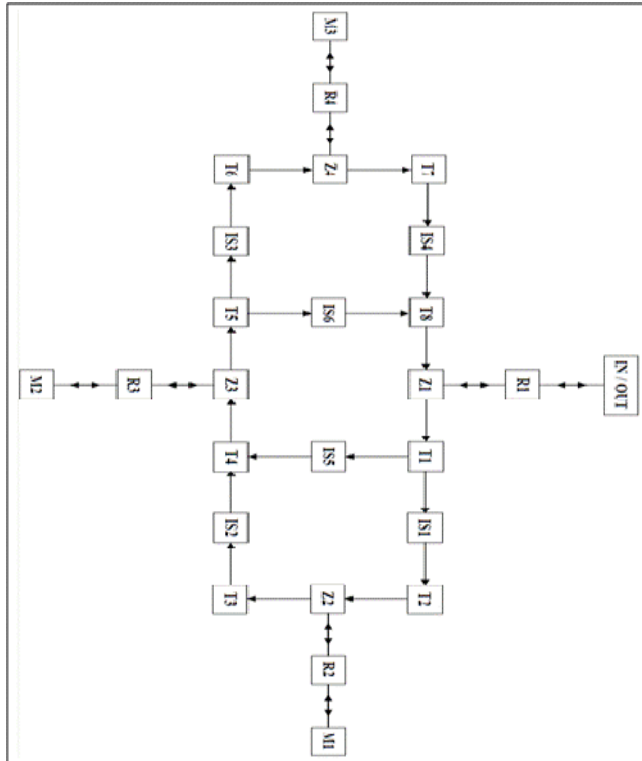 IN / OUT
R1
T7 IS4 T8 Z1 T1 IS1 T2
M3 R4 Z4 IS6 IS5 Z2 R2 M1
T6 IS3 T5 Z3 T4 IS2 T3
R3
M2